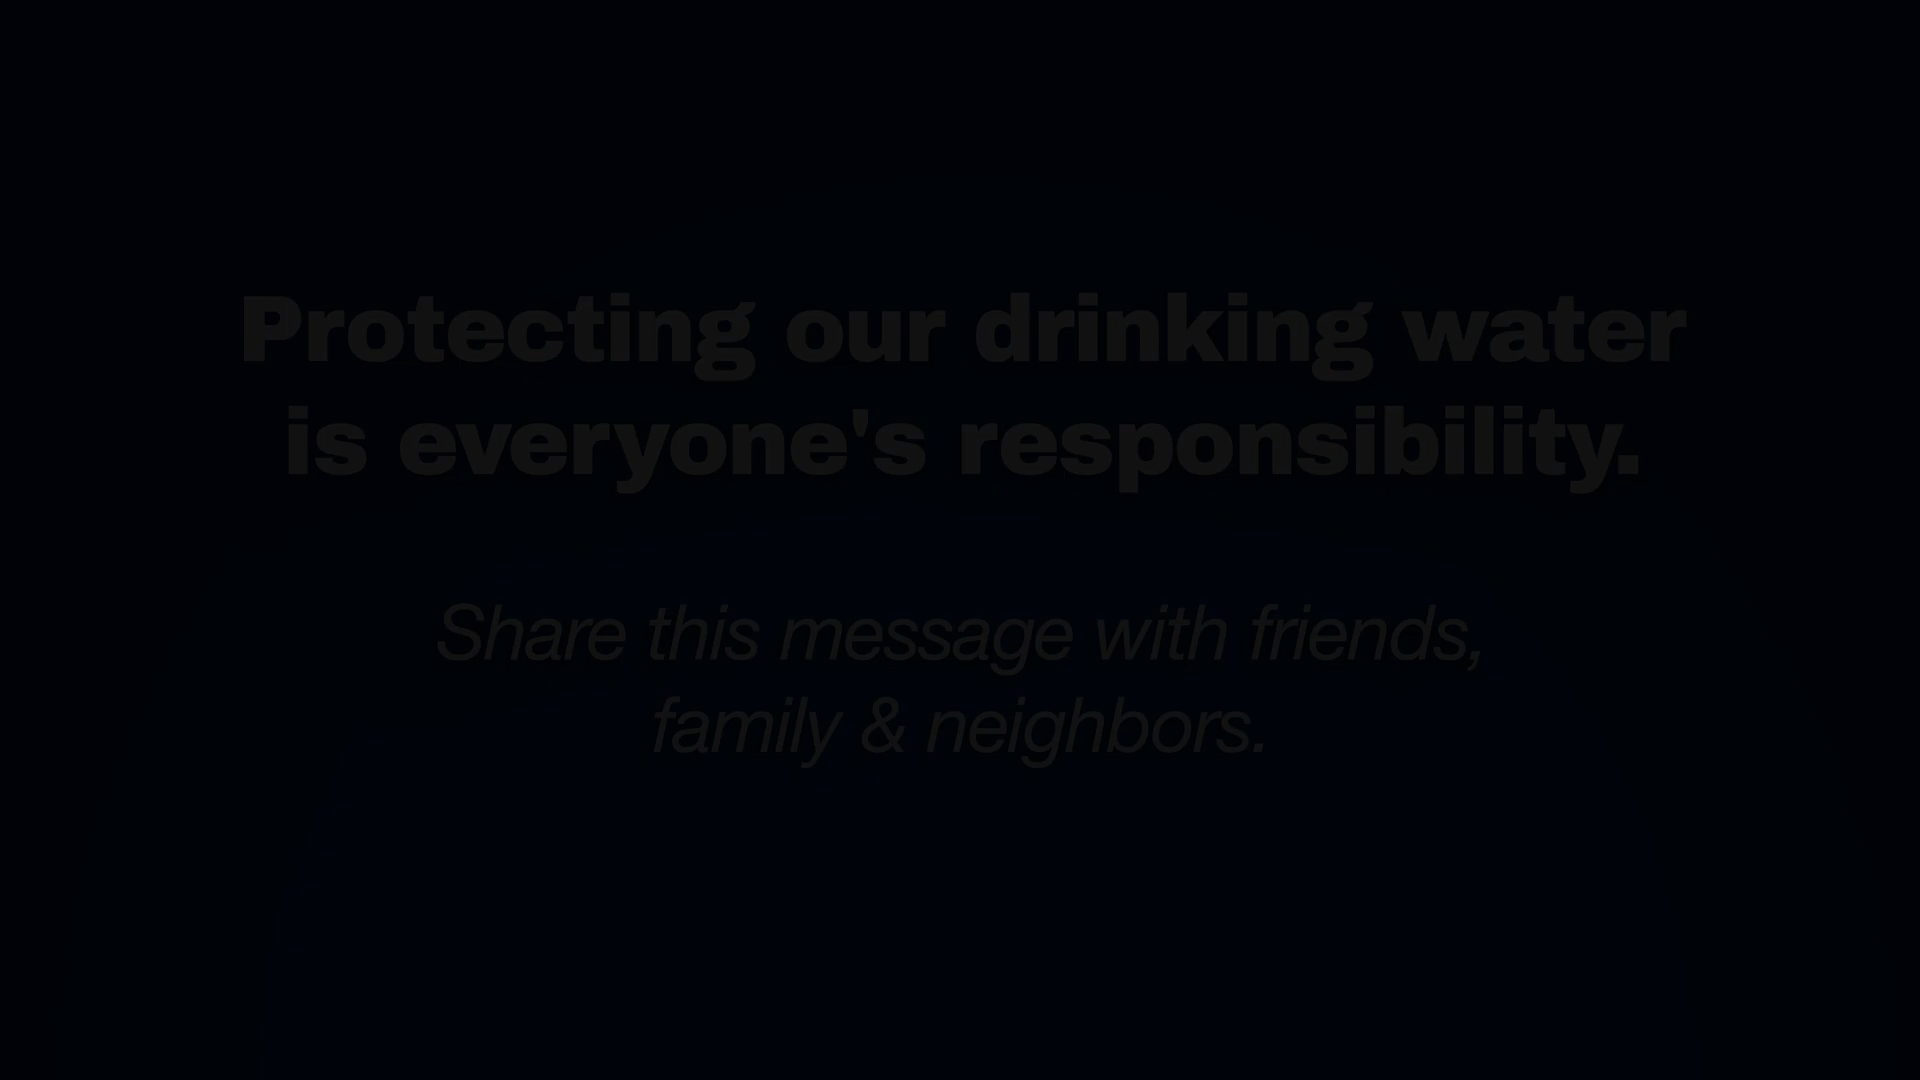 Protecting our drinking water
is everyone's responsibility.
Share this message with friends,
family & neighbors.